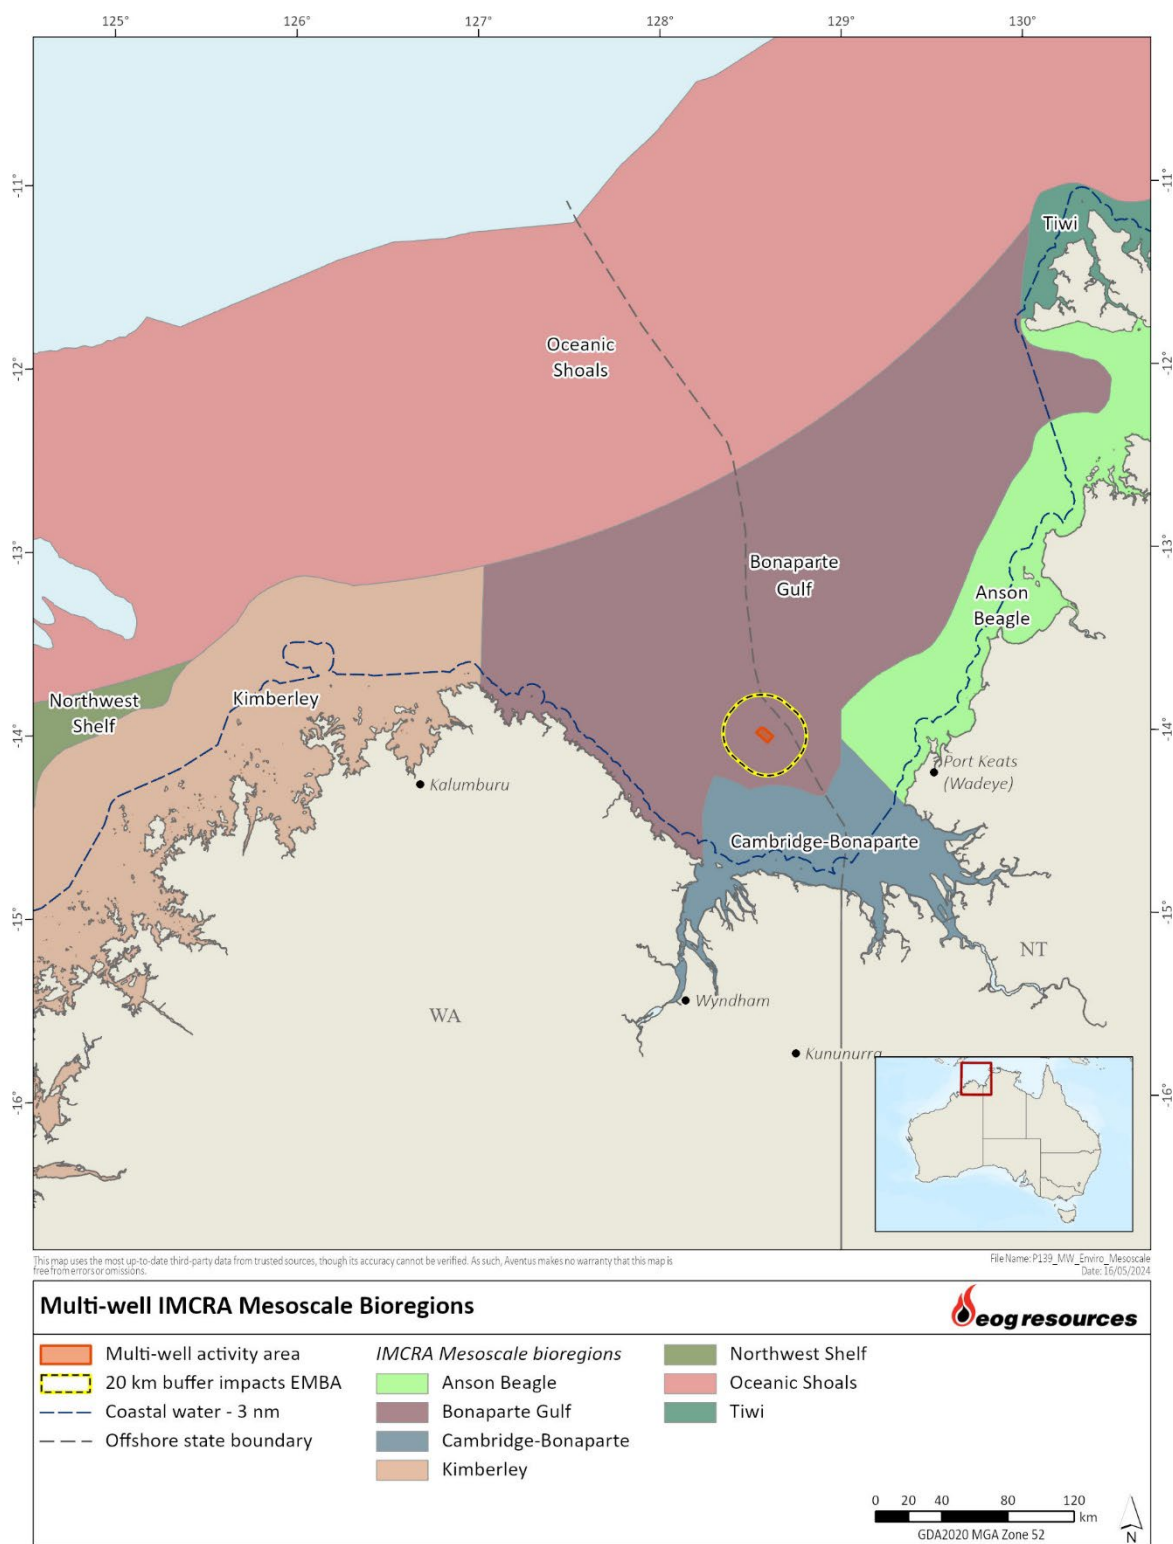 125° 126° 127° 128° 129° 130°
-11° -11°
Tiwi
Oceanic
Shoals
-12° -12°
-13° -13°
Bonaparte
Gulf
Anson
Beagle
Northwest
Shelf
Kimberley
-14° -14°
Port Keats
(Wadeye)
Kalumburu
Cambridge-Bonaparte
-15° -15°
NT
Wyndham
WA
Kununurra
-16° -16°
This map uses the most up-to-date third-party data from trusted sources, though its accuracy cannot be verified. As such, Aventus makes no warranty that this map is
free from errors or omissions.
File Name: P139_MW_Enviro_Mesoscale
Date: 16/05/2024
Multi-well IMCRA Mesoscale Bioregions
eog resources
Multi-well activity area
20 km buffer impacts EMBA
Coastal water - 3 nm
Offshore state boundary
IMCRA Mesoscale bioregions
Anson Beagle
Bonaparte Gulf
Cambridge-Bonaparte
Kimberley
Northwest Shelf
Oceanic Shoals
Tiwi
0 20 40 80 120
km
GDA2020 MGA Zone 52
N